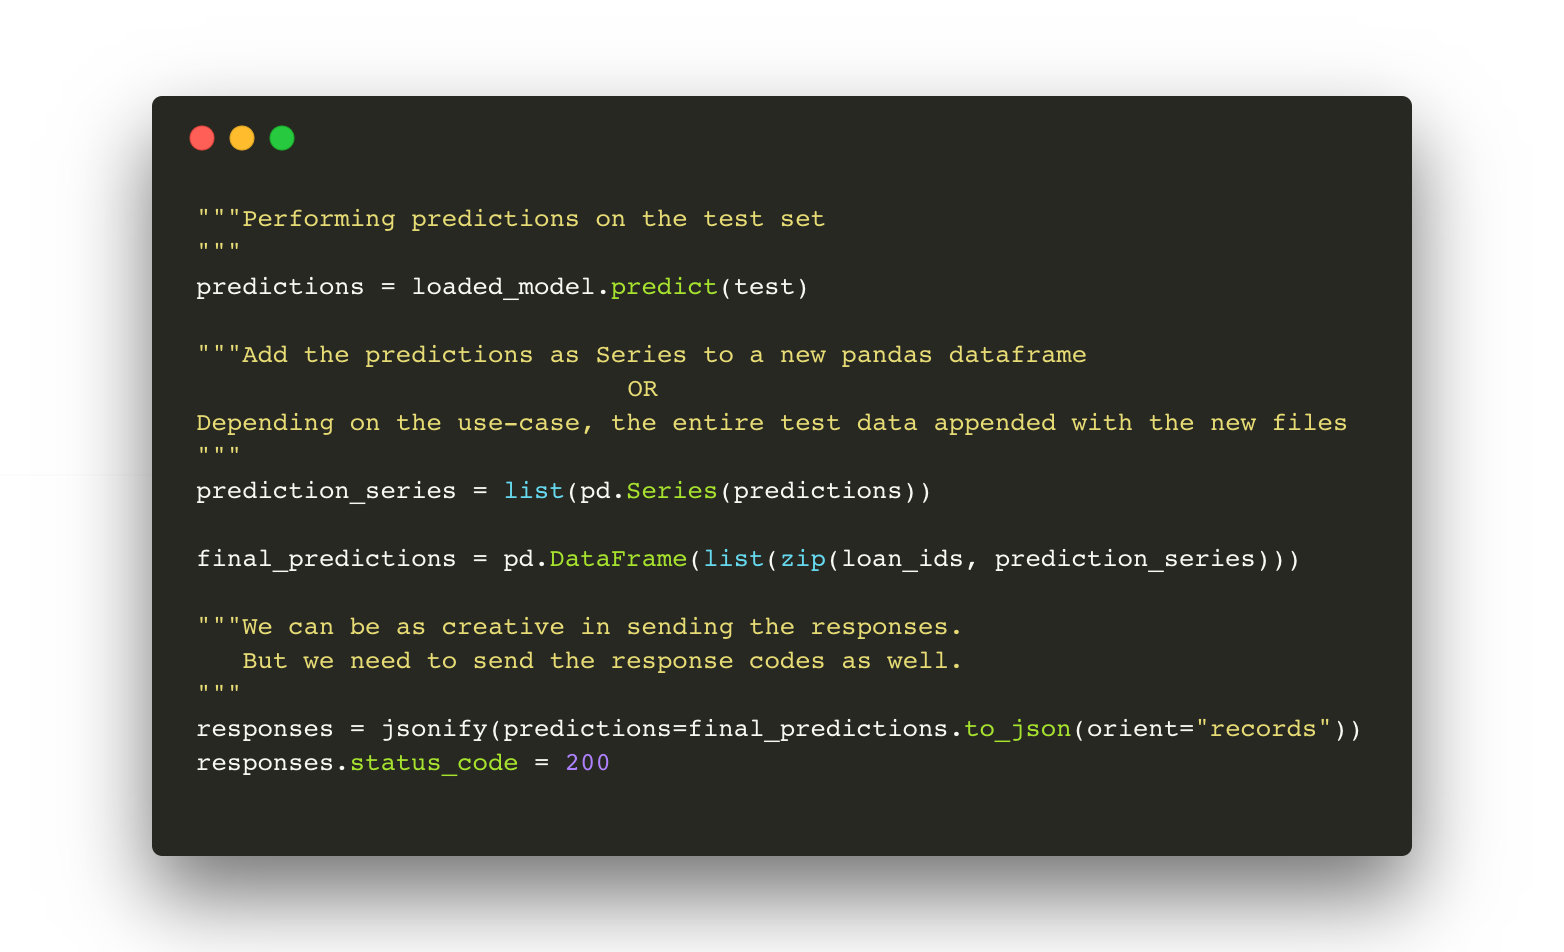 """Performing predictions on the test set
"""
predictions = loaded_model.predict(test)
"""Add the predictions as Series to a new pandas dataframe
OR
Depending on the use-case, the entire test data appended with the new files
"""
prediction_series = list(pd.Series(predictions))
final_predictions = pd.DataFrame(list(zip(loan_ids, prediction_series)))
"""We can be as creative in sending the responses.
   But we need to send the response codes as well.
"""
responses = jsonify(predictions=final_predictions.to_json(orient="records"))
responses.status_code = 200